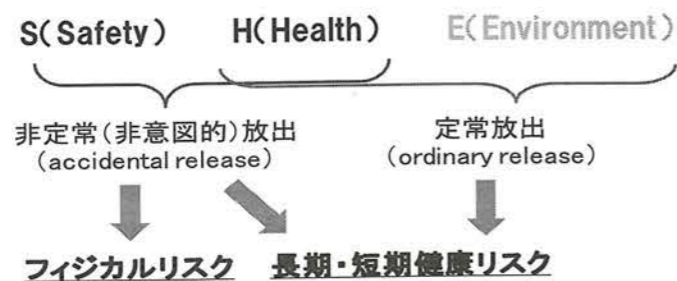 S(Safety) H(Health) E(Environment)
非定常(非意図的)放出 定常放出
(accidental release) (ordinary release)
フィジカルリスク 長期・短期健康リスク